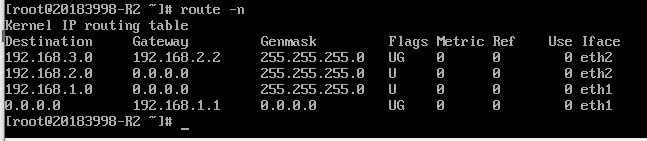 [root@20183998-R2 ~]# route -n
Kernel IP routing table
Destination     Gateway         Genmask         Flags Metric Ref    Use Iface
192.168.3.0     192.168.2.2     255.255.255.0   UG    0      0        0 eth2
192.168.2.0     0.0.0.0         255.255.255.0   U     0      0        0 eth2
192.168.1.0     0.0.0.0         255.255.255.0   U     0      0        0 eth1
0.0.0.0         192.168.1.1     0.0.0.0         UG    0      0        0 eth1
[root@20183998-R2 ~]# _